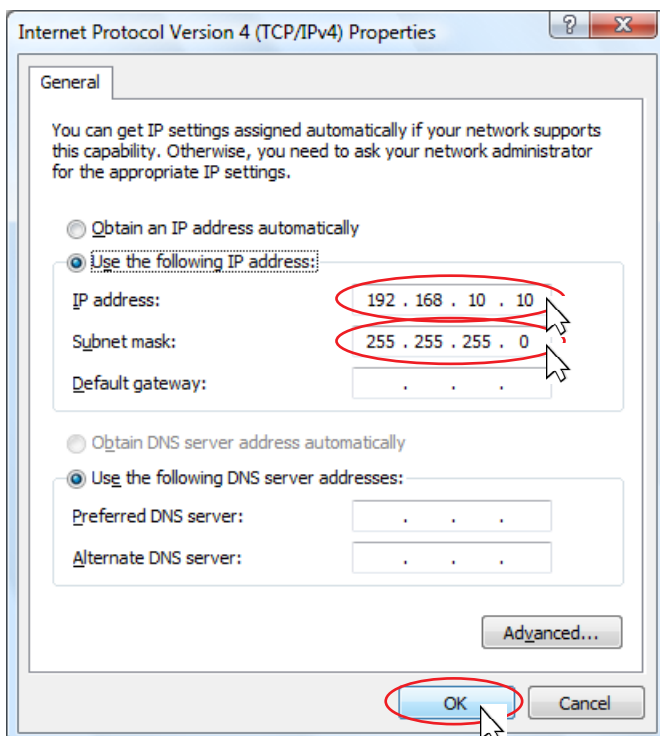 Internet Protocol Version 4 (TCP/IPv4) Properties
General
You can get IP settings assigned automatically if your network supports
this capability. Otherwise, you need to ask your network administrator
for the appropriate IP settings.
Obtain an IP address automatically
Use the following IP address:
IP address: 192 . 168 . 10 . 10
Subnet mask: 255 . 255 . 255 . 0
Default gateway: . . .
Obtain DNS server address automatically
Use the following DNS server addresses:
Preferred DNS server: . . .
Alternate DNS server: . . .
Advanced...
OK Cancel